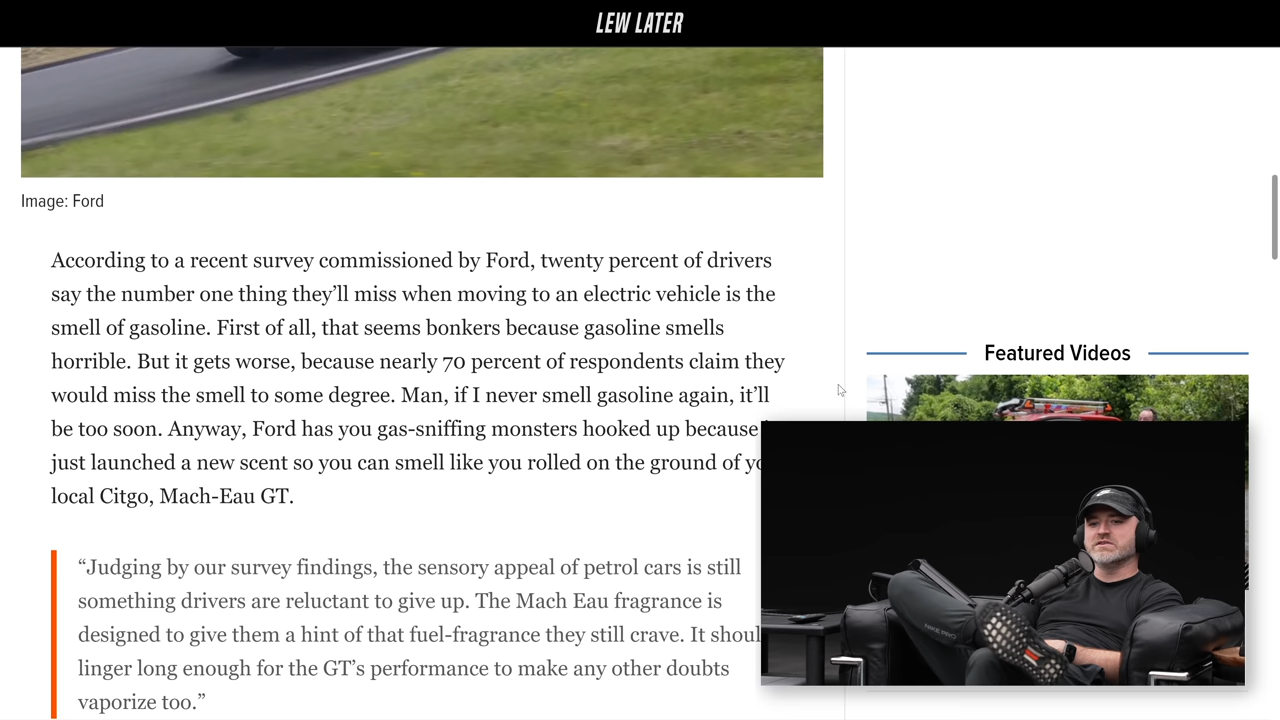 LEW LATER
Image: Ford
According to a recent survey commissioned by Ford, twenty percent of drivers
say the number one thing they’ll miss when moving to an electric vehicle is the
smell of gasoline. First of all, that seems bonkers because gasoline smells
horrible. But it gets worse, because nearly 70 percent of respondents claim they
would miss the smell to some degree. Man, if I never smell gasoline again, it’ll
be too soon. Anyway, Ford has you gas-sniffing monsters hooked up because
just launched a new scent so you can smell like you rolled on the ground of yo
local Citgo, Mach-Eau GT.
“Judging by our survey findings, the sensory appeal of petrol cars is still
something drivers are reluctant to give up. The Mach Eau fragrance is
designed to give them a hint of that fuel-fragrance they still crave. It shoul
linger long enough for the GT’s performance to make any other doubts
vaporize too.”
Featured Videos
NIKE PRO